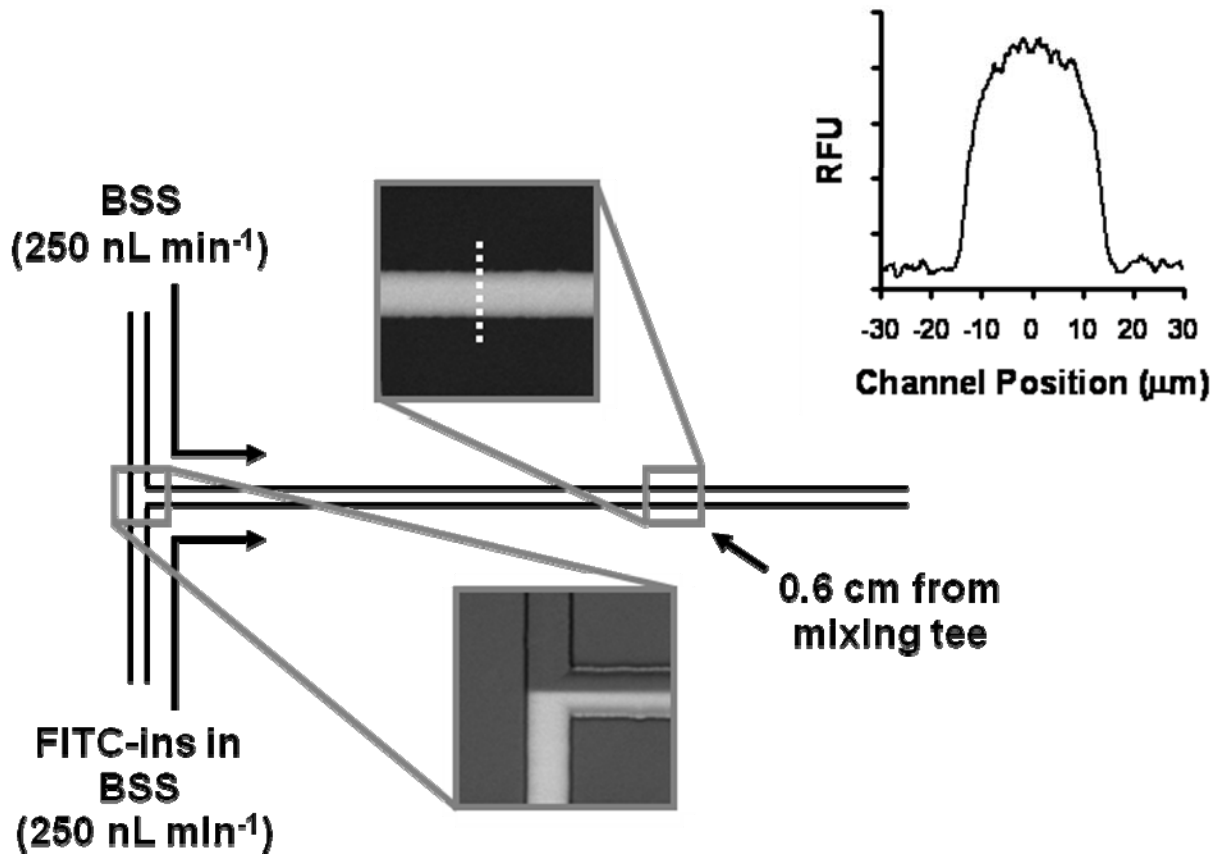 BSS
(250 nL min-1)
RFU
-30 -20 -10 0 10 20 30
Channel Position (μm)
0.6 cm from
mixing tee
FITC-ins in
BSS
(250 nL min-1)